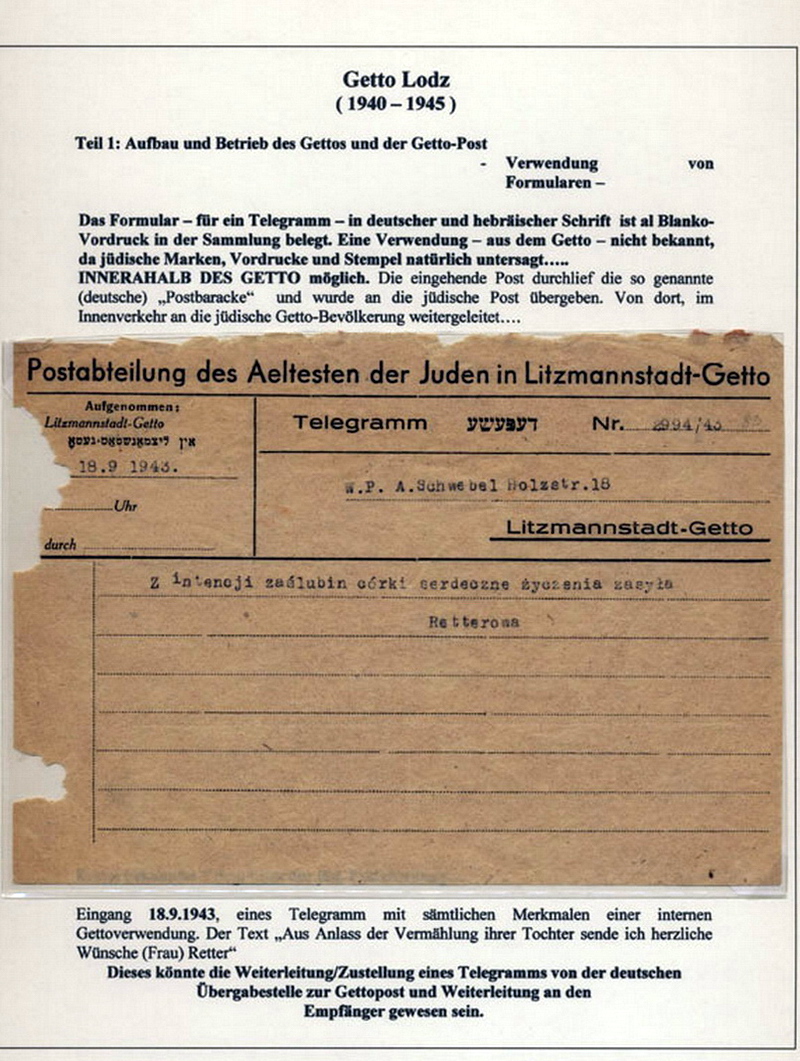 Getto Lodz
( 1940 – 1945 )
Teil 1: Aufbau und Betrieb des Gettos und der Getto-Post
- Verwendung von
Formularen –
Das Formular – für ein Telegramm – in deutscher und hebräischer Schrift ist al Blanko-
Vordruck in der Sammlung belegt. Eine Verwendung – aus dem Getto – nicht bekannt,
da jüdische Marken, Vordrucke und Stempel natürlich untersagt.....
INNERAHALB DES GETTO möglich. Die eingehende Post durchlief die so genannte
(deutsche) „Postbaracke“ und wurde an die jüdische Post übergeben. Von dort, im
Innenverkehr an die jüdische Getto-Bevölkerung weitergeleitet….
Postabteilung des Aeltesten der Juden in Litzmannstadt-Getto
Aufgenommen:
Litzmannstadt-Getto
אין ליצמאנשטאט-געטא
18.9 1943.
Uhr
durch
Telegramm דעפעשע Nr. 2994/43
W.P. A.Schwebel Holzstr.18
Litzmannstadt-Getto
Z intencji zaślubin córki serdeczne życzenia zasyła
Retterowa
Eingang 18.9.1943, eines Telegramm mit sämtlichen Merkmalen einer internen
Gettoverwendung. Der Text „Aus Anlass der Vermählung ihrer Tochter sende ich herzliche
Wünsche (Frau) Retter“
Dieses könnte die Weiterleitung/Zustellung eines Telegramms von der deutschen
Übergabestelle zur Gettopost und Weiterleitung an den
Empfänger gewesen sein.